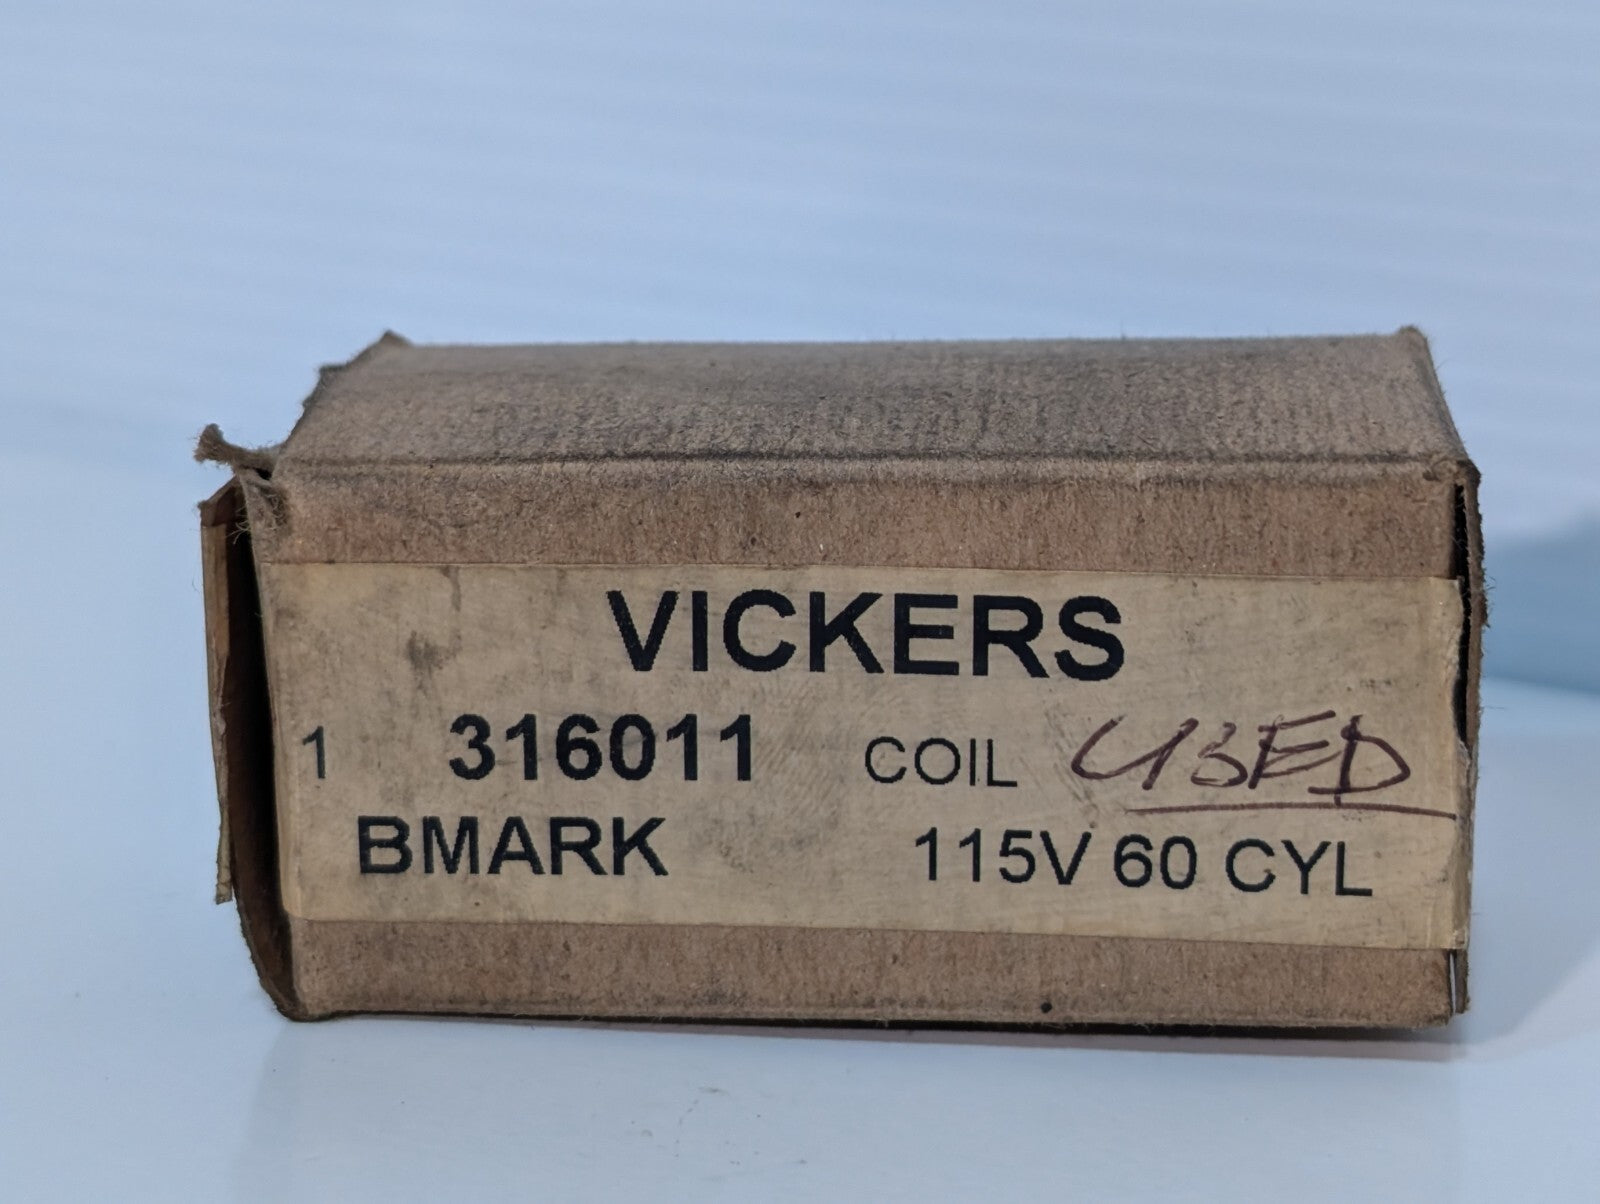 VICKERS
1 316011 COIL USED
BMARK 115V 60 CYL